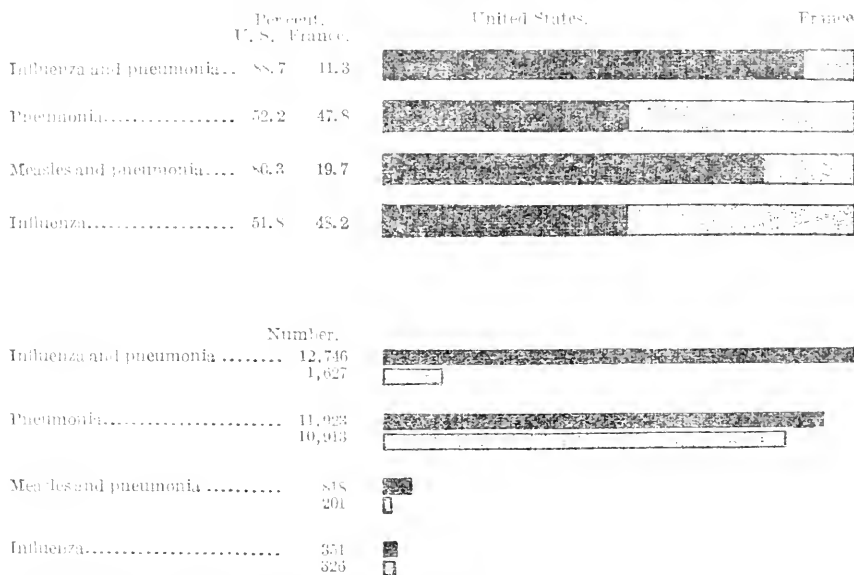 Per cent. United States. France
U. S. France.
Influenza and pneumonia.. 88.7 11.3
Pneumonia............... 52.2 47.8
Measles and pneumonia.... 80.3 19.7
Influenza................. 51.8 48.2
Number.
Influenza and pneumonia ........ 12,746
1,627
Pneumonia...................... 11,923
10,913
Measles and pneumonia .......... 818
201
Influenza........................ 351
326